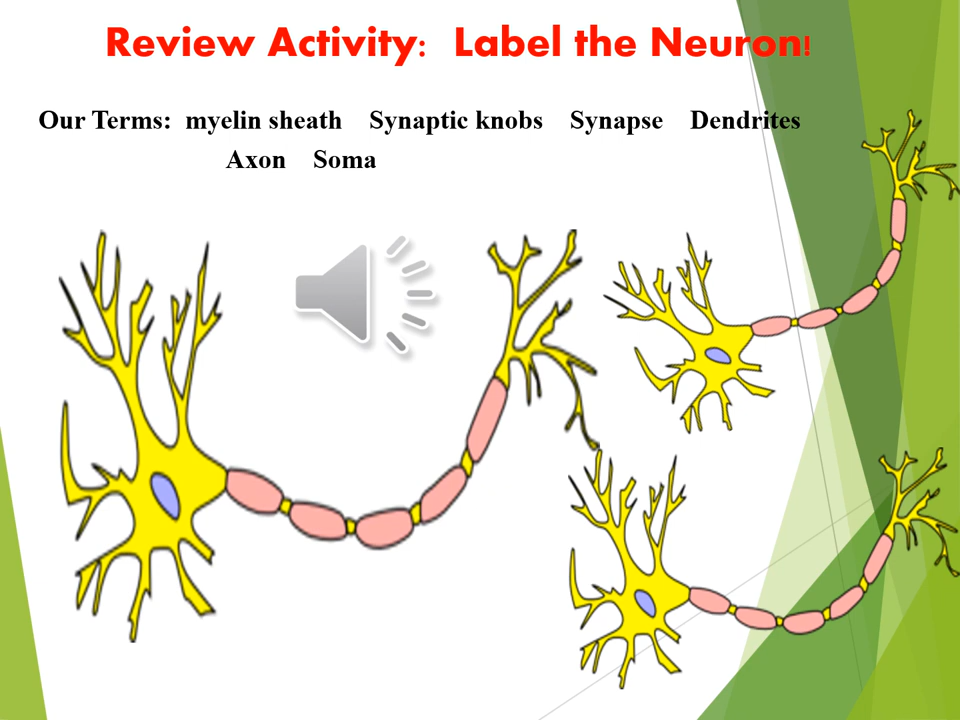 Review Activity:  Label the Neuron!
Our Terms:  myelin sheath    Synaptic knobs    Synapse    Dendrites
Axon    Soma